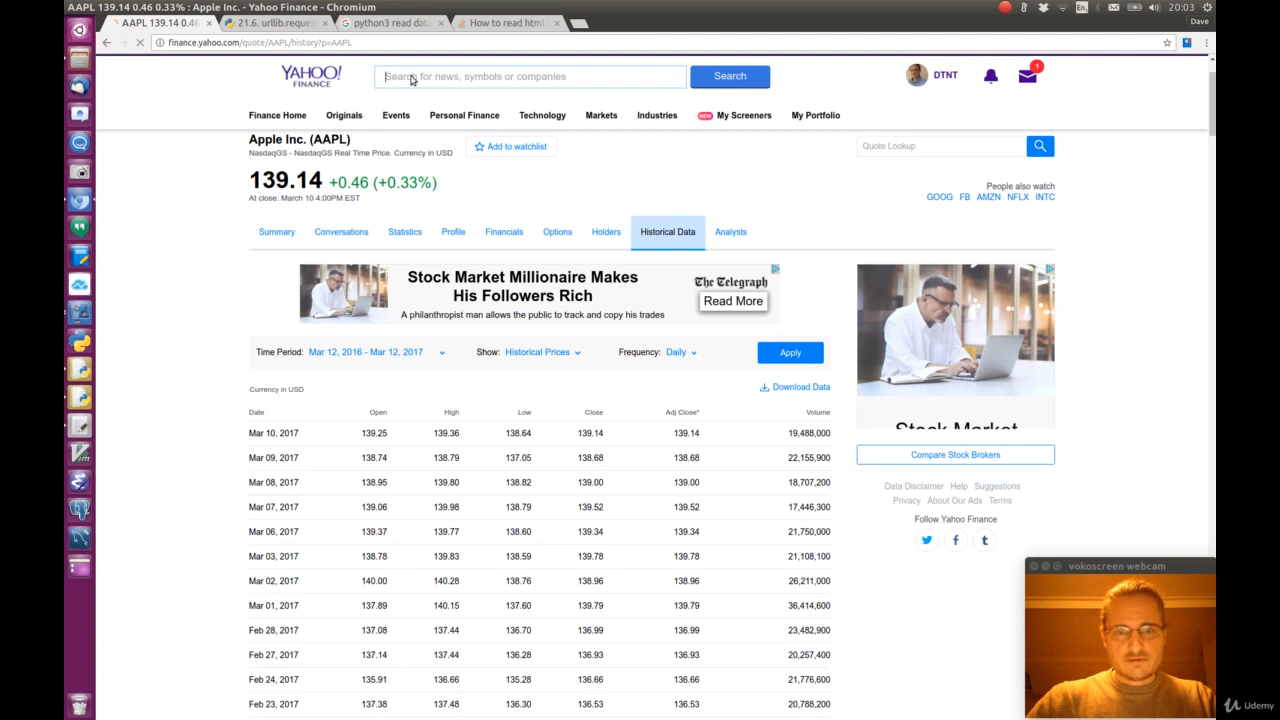 AAPL 139.14 0.46 0.33% : Apple Inc. (AAPL) - Yahoo Finance - Chromium
En
20:03
AAPL 139.14 0.46
21.6. urllib.reques
python3 read data
How to read html
Dave
finance.yahoo.com/quote/AAPL/history?p=AAPL
YAHOO!
FINANCE
Search for news, symbols or companies
Search
DTNT
1
Finance Home Originals Events Personal Finance Technology Markets Industries NEW My Screeners My Portfolio
Apple Inc. (AAPL)
NasdaqGS - NasdaqGS Real Time Price. Currency in USD
Add to watchlist
Quote Lookup
139.14 +0.46 (+0.33%)
At close: March 10 4:00PM EST
People also watch
GOOG FB AMZN NFLX INTC
Summary Conversations Statistics Profile Financials Options Holders Historical Data Analysts
Stock Market Millionaire Makes
His Followers Rich
A philanthropist man allows the public to track and copy his trades
The Telegraph
Read More
Time Period: Mar 12, 2016 - Mar 12, 2017 Show: Historical Prices Frequency: Daily Apply
Currency in USD
Download Data
Date Open High Low Close Adj Close* Volume
Mar 10, 2017 139.25 139.36 138.64 139.14 139.14 19,488,000
Mar 09, 2017 138.74 138.79 137.05 138.68 138.68 22,155,900
Mar 08, 2017 138.95 139.80 138.82 139.00 139.00 18,707,200
Mar 07, 2017 139.06 139.98 138.79 139.52 139.52 17,446,300
Mar 06, 2017 139.37 139.77 138.60 139.34 139.34 21,750,000
Mar 03, 2017 138.78 139.83 138.59 139.78 139.78 21,108,100
Mar 02, 2017 140.00 140.28 138.76 138.96 138.96 26,211,000
Mar 01, 2017 137.89 140.15 137.60 139.79 139.79 36,414,600
Feb 28, 2017 137.08 137.44 136.70 136.99 136.99 23,482,900
Feb 27, 2017 137.14 137.44 136.28 136.93 136.93 20,257,400
Feb 24, 2017 135.91 136.66 135.28 136.66 136.66 21,776,600
Feb 23, 2017 137.38 137.48 136.30 136.53 136.53 20,788,200
Stock Market
Compare Stock Brokers
Data Disclaimer Help Suggestions
Privacy About Our Ads Terms
Follow Yahoo Finance
vokoscreen webcam
Udemy